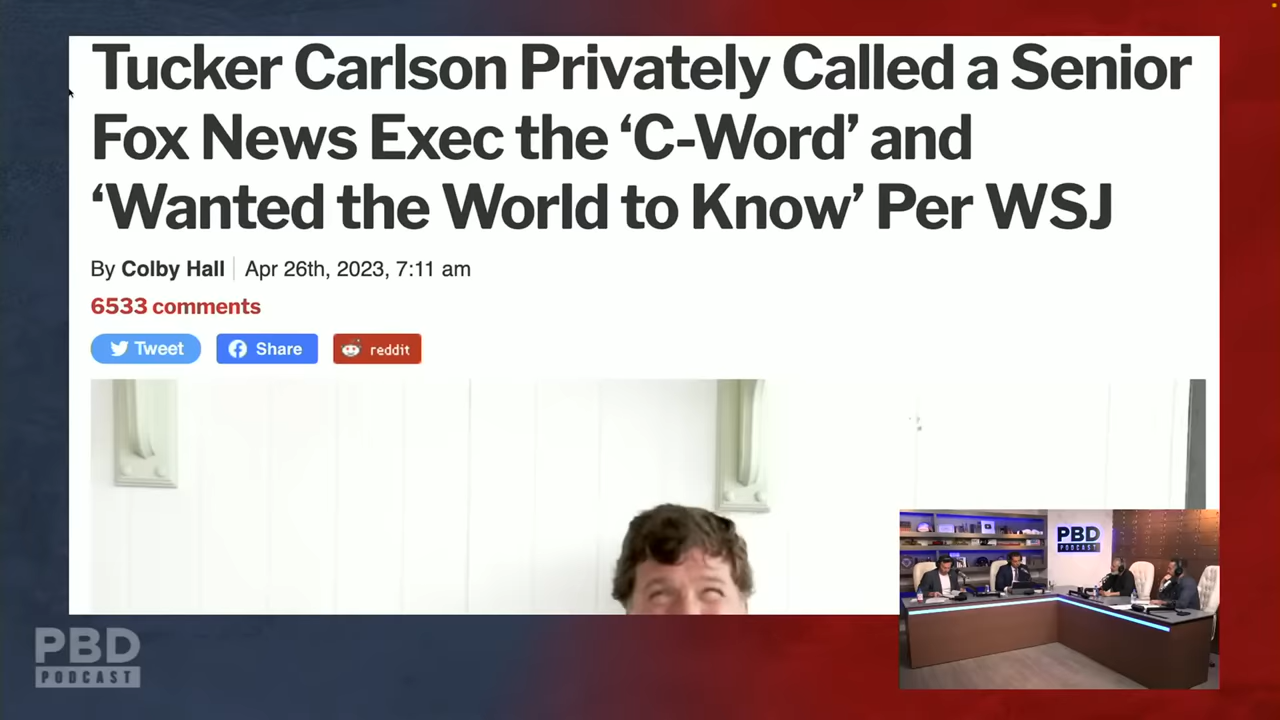 Tucker Carlson Privately Called a Senior
Fox News Exec the ‘C-Word’ and
‘Wanted the World to Know’ Per WSJ
By Colby Hall | Apr 26th, 2023, 7:11 am
6533 comments
Tweet Share reddit
PBD
PODCAST
PBD
PODCAST